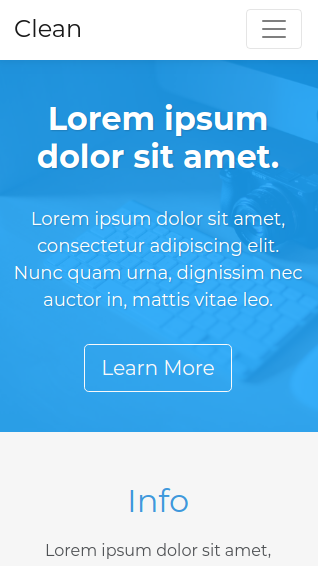 Clean
Lorem ipsum
dolor sit amet.
Lorem ipsum dolor sit amet,
consectetur adipiscing elit.
Nunc quam urna, dignissim nec
auctor in, mattis vitae leo.
Learn More
Info
Lorem ipsum dolor sit amet,